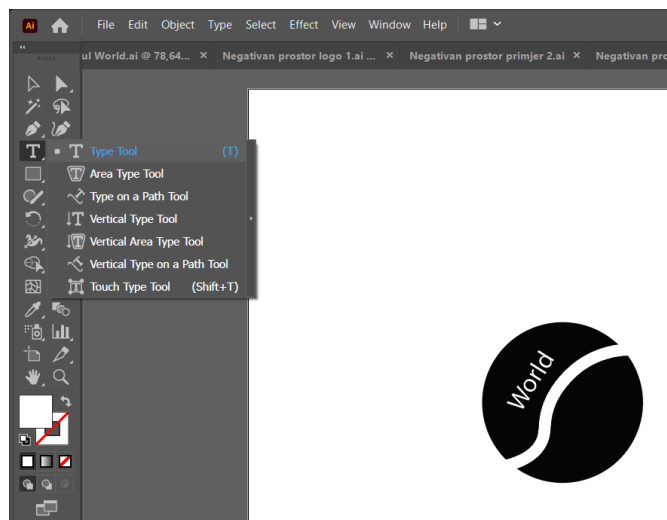 Ai File Edit Object Type Select Effect View Window Help
ul World.ai @ 78,64... × Negativan prostor logo 1.ai ... × Negativan prostor primjer 2.ai × Negativan pro
Type Tool (T)
Area Type Tool
Type on a Path Tool
Vertical Type Tool
Vertical Area Type Tool
Vertical Type on a Path Tool
Touch Type Tool (Shift+T)
World